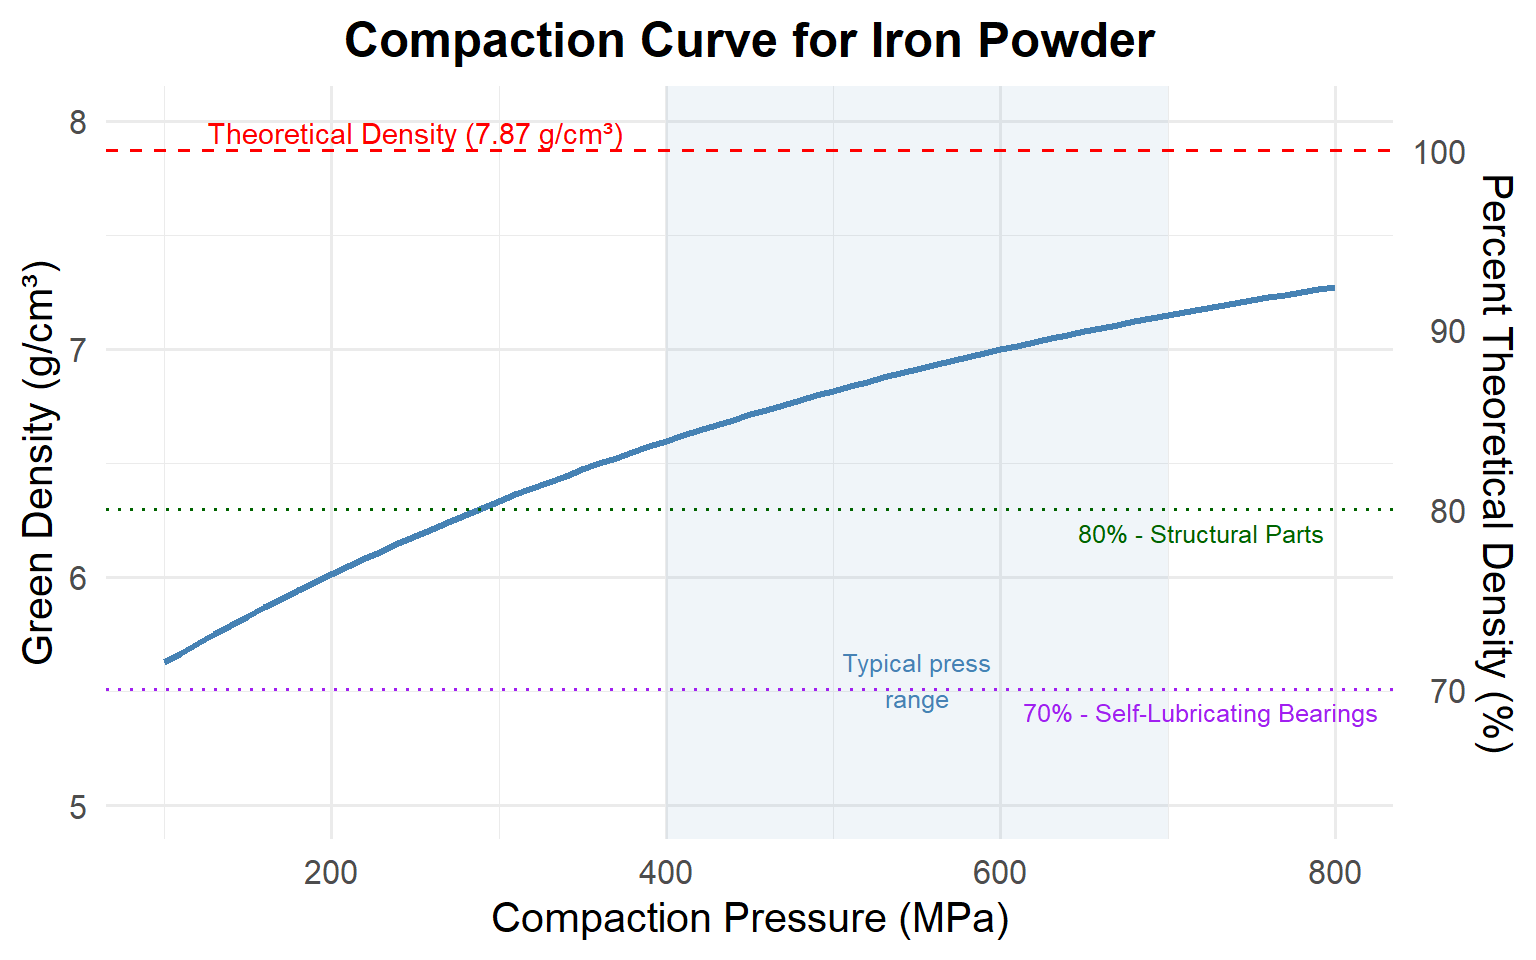 Compaction Curve for Iron Powder
Green Density (g/cm³)
8
7
6
5
Theoretical Density (7.87 g/cm³)
80% - Structural Parts
Typical press
range
70% - Self-Lubricating Bearings
100
90
80
70
Percent Theoretical Density (%)
200
400
600
800
Compaction Pressure (MPa)